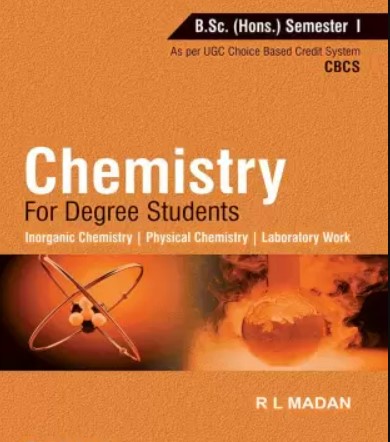 B.Sc. (Hons.) Semester I
As per UGC Choice Based Credit System
CBCS
Chemistry
For Degree Students
Inorganic Chemistry | Physical Chemistry | Laboratory Work
R L MADAN